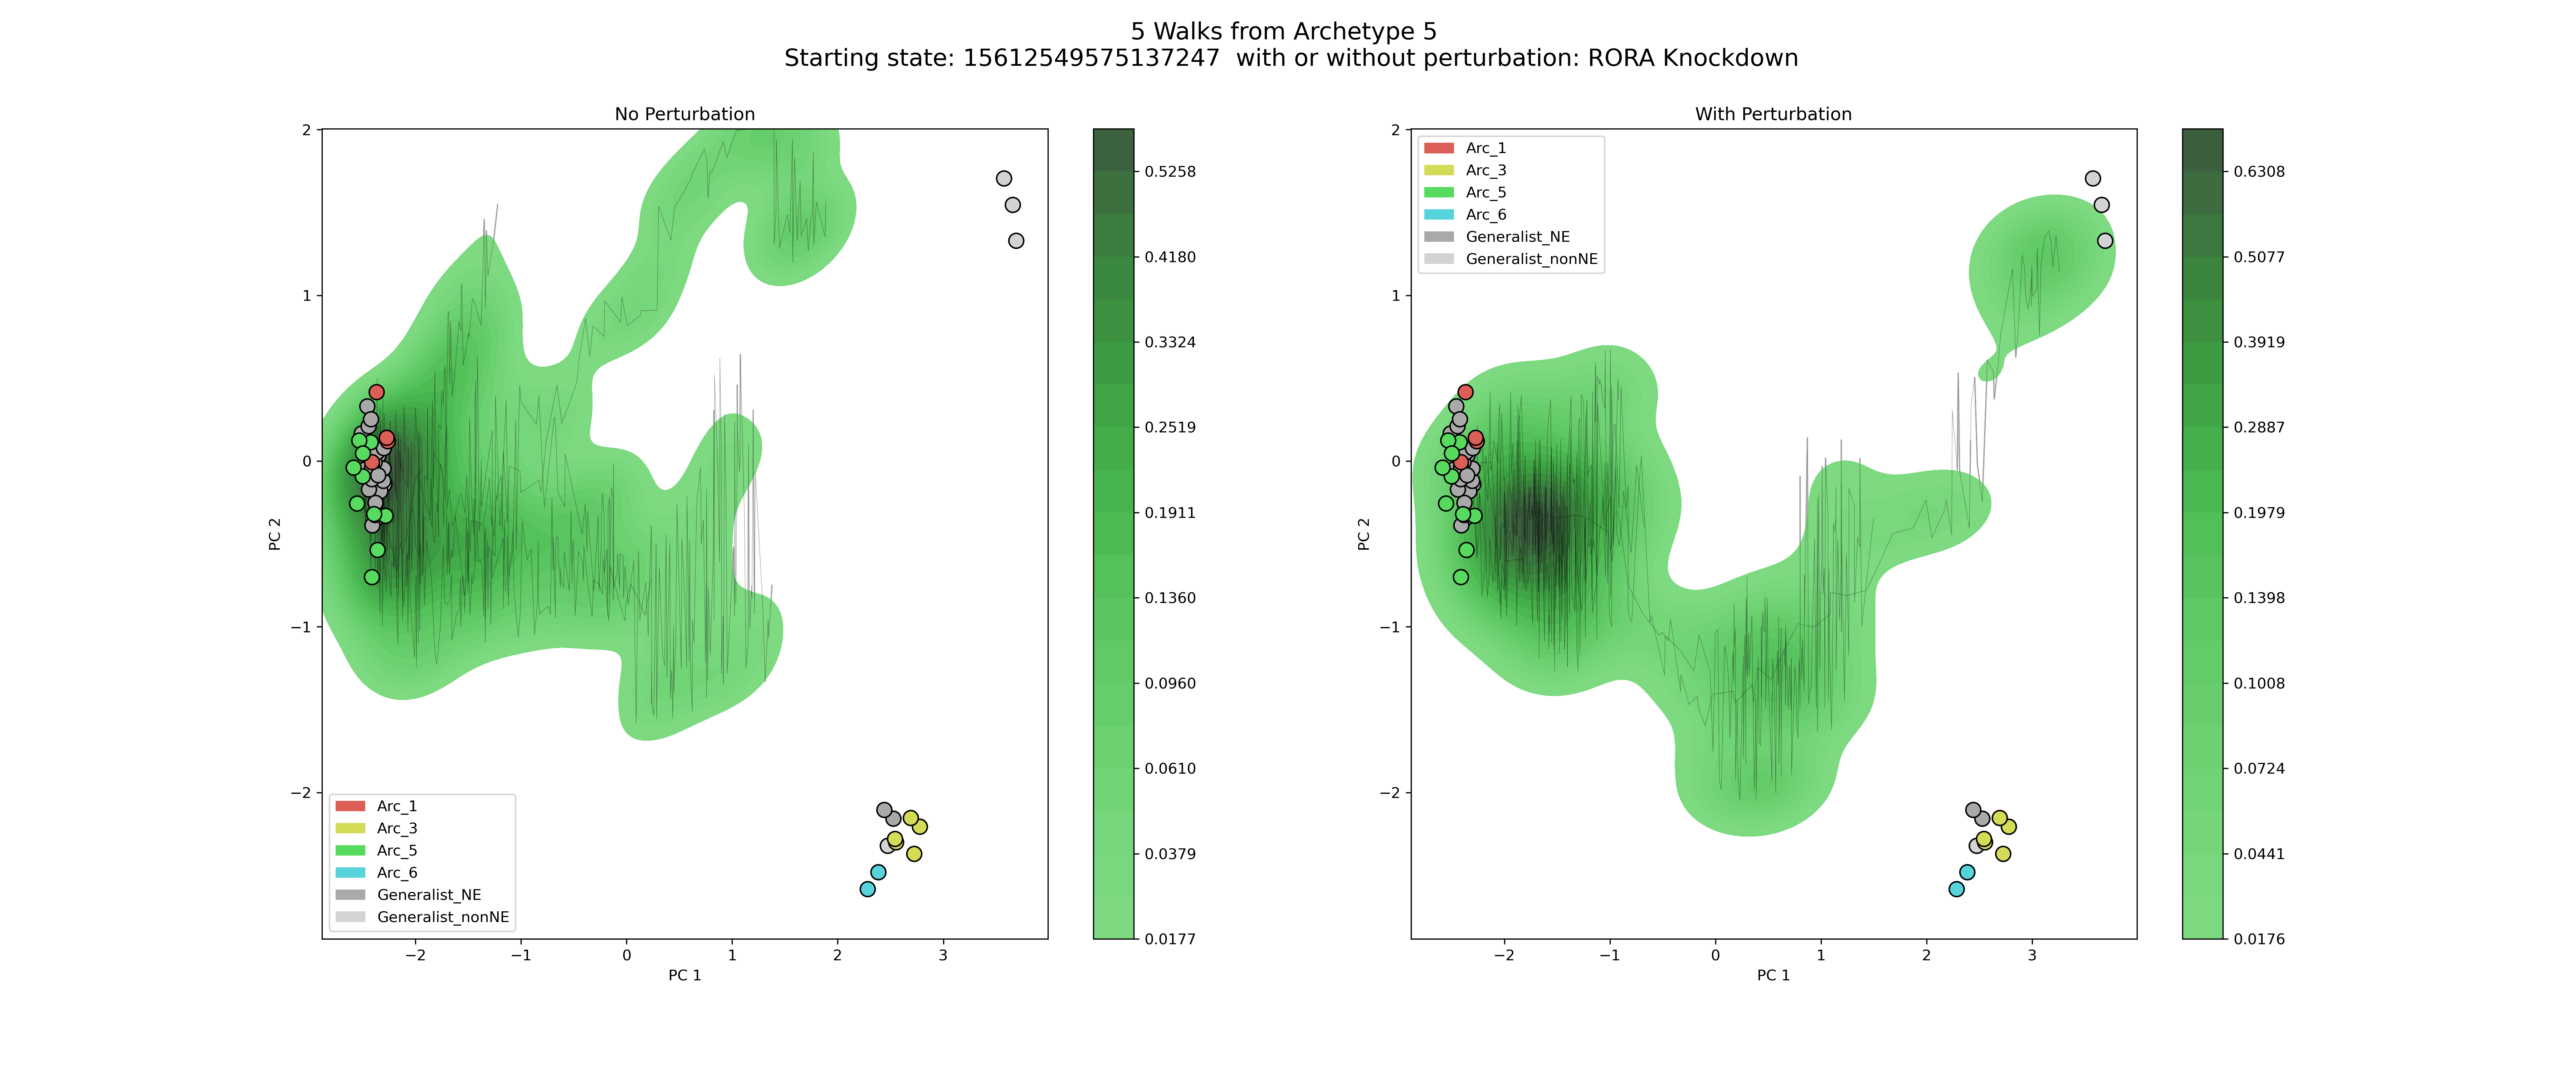 5 Walks from Archetype 5
Starting state: 15612549575137247  with or without perturbation: RORA Knockdown
No Perturbation
2
1
0
−1
−2
PC 2
−2
−1
0
1
2
3
PC 1
Arc_1
Arc_3
Arc_5
Arc_6
Generalist_NE
Generalist_nonNE
0.5258
0.4180
0.3324
0.2519
0.1911
0.1360
0.0960
0.0610
0.0379
0.0177
With Perturbation
Arc_1
Arc_3
Arc_5
Arc_6
Generalist_NE
Generalist_nonNE
2
1
0
−1
−2
PC 2
−2
−1
0
1
2
3
PC 1
0.6308
0.5077
0.3919
0.2887
0.1979
0.1398
0.1008
0.0724
0.0441
0.0176